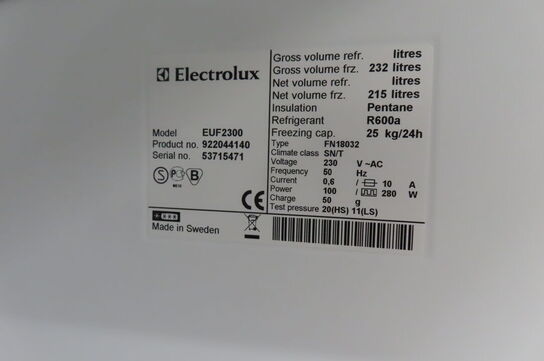 Electrolux
Model EUF2300
Product no. 922044140
Serial no. 53715471
Made in Sweden
Gross volume refr. litres
Gross volume frz. 232 litres
Net volume refr. litres
Net volume frz. 215 litres
Insulation Pentane
Refrigerant R600a
Freezing cap. 25 kg/24h
Type FN18032
Climate class SN/T
Voltage 230 V ~AC
Frequency 50 Hz
Current 0,6 / 10 A
Power 100 / 280 W
Charge 50 g
Test pressure 20(HS) 11(LS)